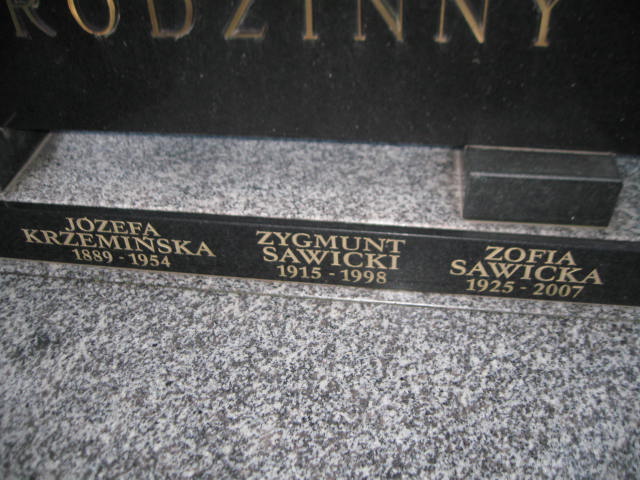 RODZINNY
JÓZEFA
KRZEMIŃSKA
1889 - 1954
ZYGMUNT
SAWICKI
1915 - 1998
ZOFIA
SAWICKA
1925 - 2007